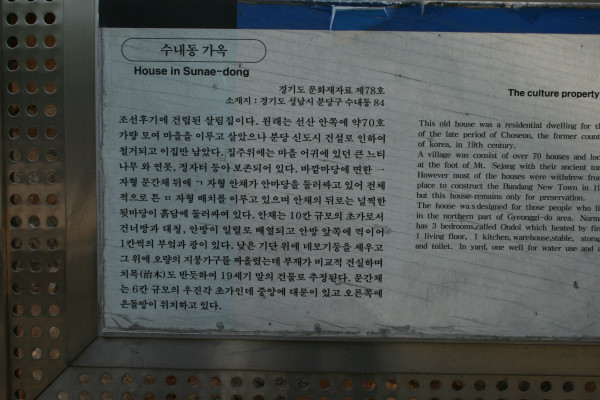 수내동 가옥
House in Sunae-dong
경기도 문화재자료 제78호
소재지 : 경기도 성남시 분당구 수내동 84
조선후기에 건립된 살림집이다. 원래는 선산 안쪽에 약70호
가량 모여 마을을 이루고 살았으나 분당 신도시 건설로 인하여
철거되고 이집만 남았다. 집주위에는 마을 어귀에 있던 큰 느티
나무와 연못, 정자터 등이 보존되어 있다. 바깥마당에 면한 一
자형 문간채 뒤에 ㄱ자형 안채가 안마당을 둘러싸고 있어 전체
적으로 튼 ㅁ자형 배치를 이루고 있으며 안채의 뒤로는 널찍한
뒷마당이 흙담에 둘러싸여 있다. 안채는 10칸 규모의 초가로서
건너방과 대청, 안방이 일렬로 배열되고 안방 앞쪽에 꺽이어
1칸씩의 부엌과 광이 있다. 낮은 기단 위에 네모기둥을 세우고
그 위에 오량의 지붕가구를 짜올렸는데 부재가 비교적 건실하며
치목(治木)도 반듯하여 19세기 말의 건물로 추정된다. 문간채
는 6칸 규모의 우진각 초가인데 중앙에 대문이 있고 오른쪽에
온돌방이 위치하고 있다.
The culture property
This old house was a residential dwelling for th
of the late period of Choseon, the former count
of korea, in 19th century.
A village was consist of over 70 houses and loc
at the foot of Mt. Sejang with their ancient tom
However most of the houses were withdrew from
place to construct the Bundang New Town in 19
but this house remains only for preservation.
The house was designed for those people who li
in the northern part of Gyeonggi-do area. Norm
has 3 bedrooms,called Ondol which heated by fire
1 living floor, 1 kitchen,warehouse,stable, storag
and toilet. In yard, one well for water use and o